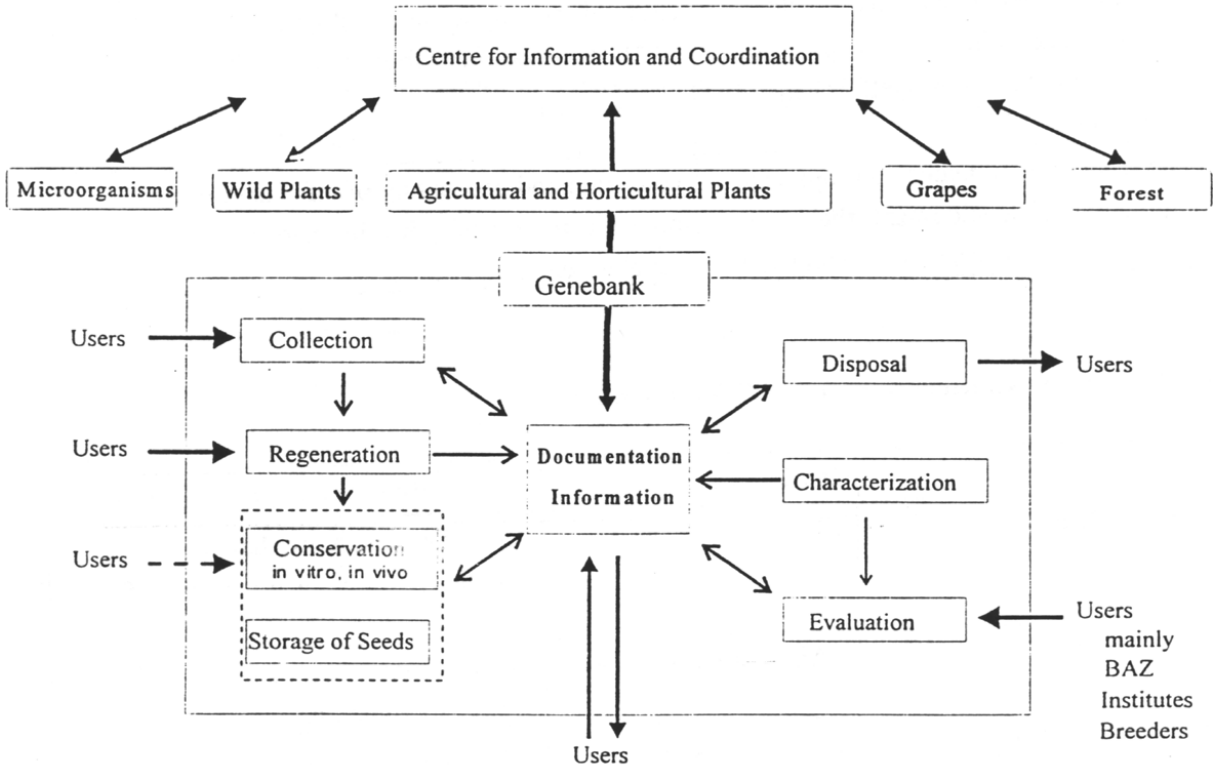 Centre for Information and Coordination
Microorganisms
Wild Plants
Agricultural and Horticultural Plants
Grapes
Forest
Genebank
Users
Collection
Disposal
Users
Users
Regeneration
Documentation
Information
Characterization
Users
Conservation
in vitro, in vivo
Storage of Seeds
Evaluation
Users
mainly
BAZ
Institutes
Breeders
Users